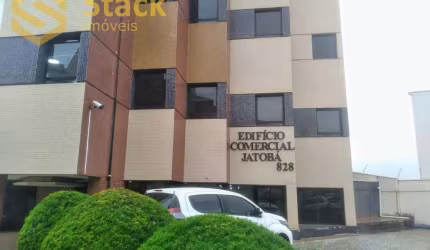 Stack
imóveis
EDIFÍCIO
COMERCIAL
JATOBÁ
828